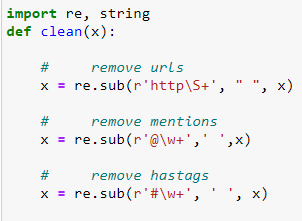 import re, string
def clean(x):
#     remove urls
x = re.sub(r'http\S+', " ", x)
#     remove mentions
x = re.sub(r'@\w+',' ',x)
#     remove hastags
x = re.sub(r'#\w+', ' ', x)